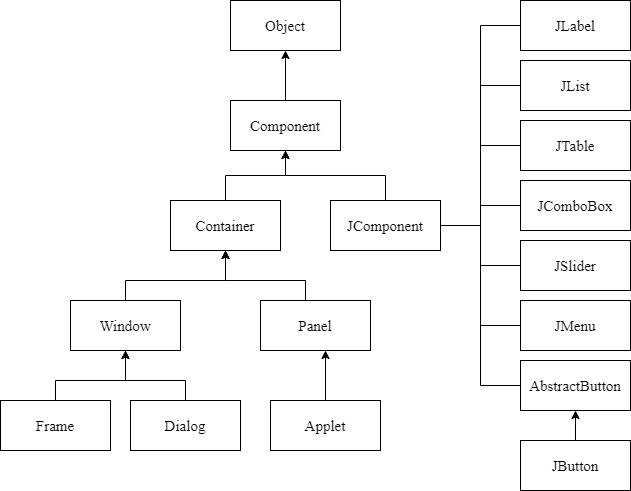 Object
Component
Container
JComponent
Window
Panel
Frame
Dialog
Applet
JLabel
JList
JTable
JComboBox
JSlider
JMenu
AbstractButton
JButton